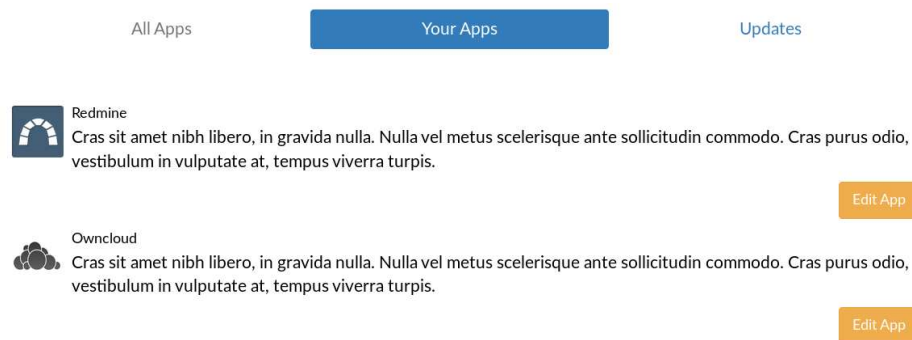 All Apps
Your Apps
Updates
Redmine
Cras sit amet nibh libero, in gravida nulla. Nulla vel metus scelerisque ante sollicitudin commodo. Cras purus odio,
vestibulum in vulputate at, tempus viverra turpis.
Edit App
Owncloud
Cras sit amet nibh libero, in gravida nulla. Nulla vel metus scelerisque ante sollicitudin commodo. Cras purus odio,
vestibulum in vulputate at, tempus viverra turpis.
Edit App